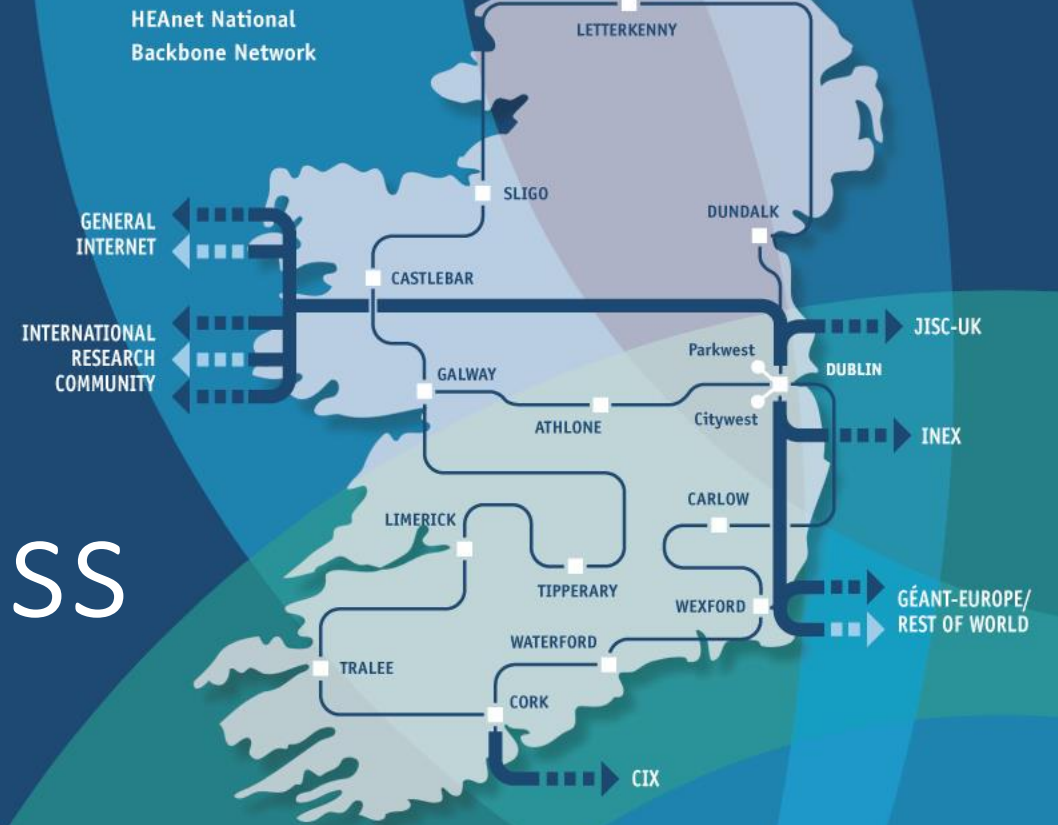 HEAnet National
Backbone Network
LETTERKENNY
SLIGO
DUNDALK
GENERAL
INTERNET
CASTLEBAR
INTERNATIONAL
RESEARCH
COMMUNITY
JISC-UK
Parkwest
DUBLIN
GALWAY
Citywest
ATHLONE
INEX
CARLOW
LIMERICK
SS
TIPPERARY
WEXFORD
GÉANT-EUROPE/
REST OF WORLD
WATERFORD
TRALEE
CORK
CIX